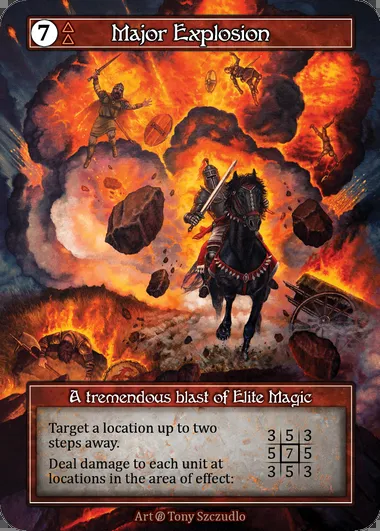 7 Major Explosion
A tremendous blast of Elite Magic
Target a location up to two
steps away.
Deal damage to each unit at
locations in the area of effect:
3 5 3
5 7 5
3 5 3
Art @ Tony Szczudlo